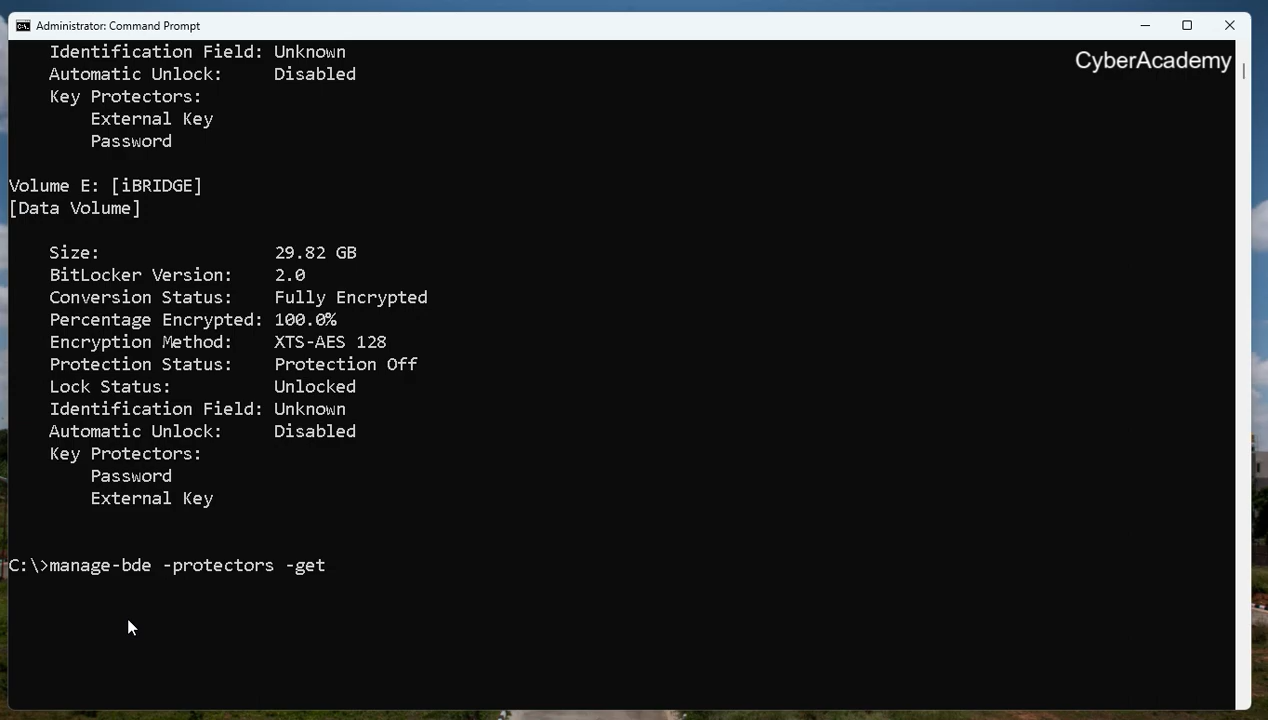 Administrator: Command Prompt
CyberAcademy
Identification Field: Unknown
Automatic Unlock: Disabled
Key Protectors:
External Key
Password
Volume E: [iBRIDGE]
[Data Volume]
Size: 29.82 GB
BitLocker Version: 2.0
Conversion Status: Fully Encrypted
Percentage Encrypted: 100.0%
Encryption Method: XTS-AES 128
Protection Status: Protection Off
Lock Status: Unlocked
Identification Field: Unknown
Automatic Unlock: Disabled
Key Protectors:
Password
External Key
C:\>manage-bde -protectors -get